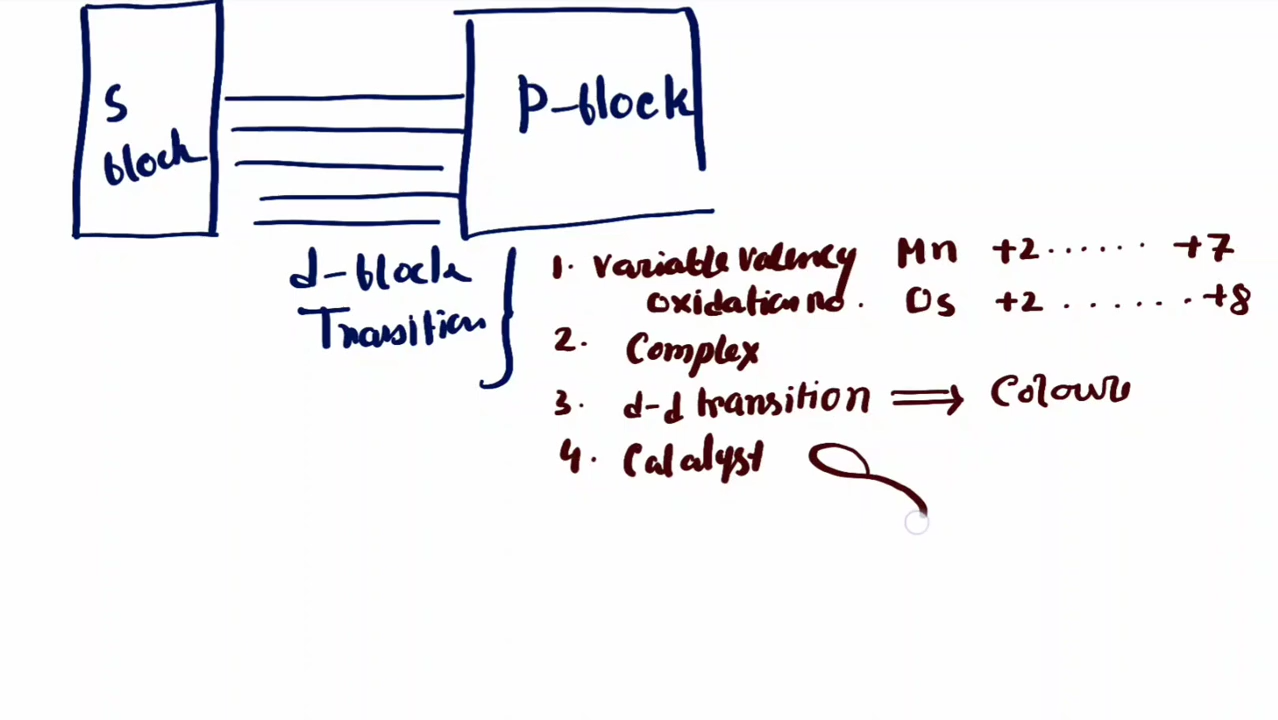 S
block
P-block
d-block
Transition
1. Variable valency Mn +2 ...... +7
oxidation no. Os +2 ....... +8
2. Complex
3. d-d transition ⟹ Colour
4. Catalyst